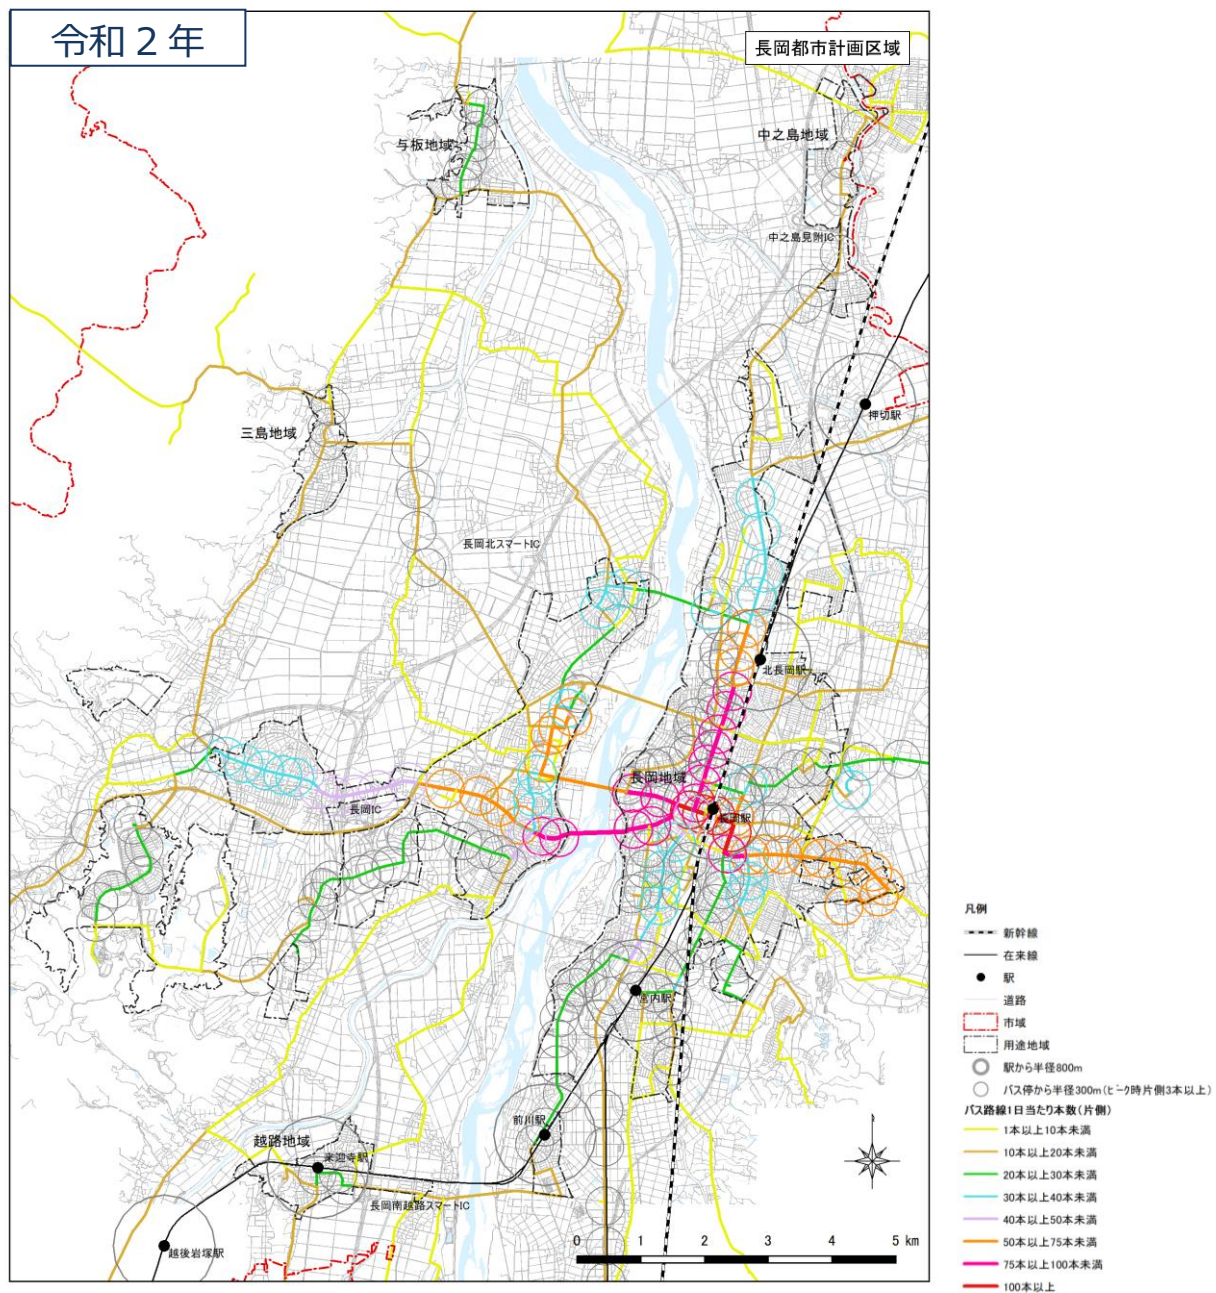 令和２年
長岡都市計画区域
与板地域
中之島地域
中之島見附IC
押切駅
三島地域
長岡北スマートIC
北長岡駅
長岡地域
長岡IC
長岡駅
宮内駅
前川駅
越路地域
来迎寺駅
長岡南越路スマートIC
越後岩塚駅
0 1 2 3 4 5 km
凡例
新幹線
在来線
駅
道路
市域
用途地域
駅から半径800m
バス停から半径300m(ピーク時片側3本以上)
バス路線1日当たり本数(片側)
1本以上10本未満
10本以上20本未満
20本以上30本未満
30本以上40本未満
40本以上50本未満
50本以上75本未満
75本以上100本未満
100本以上